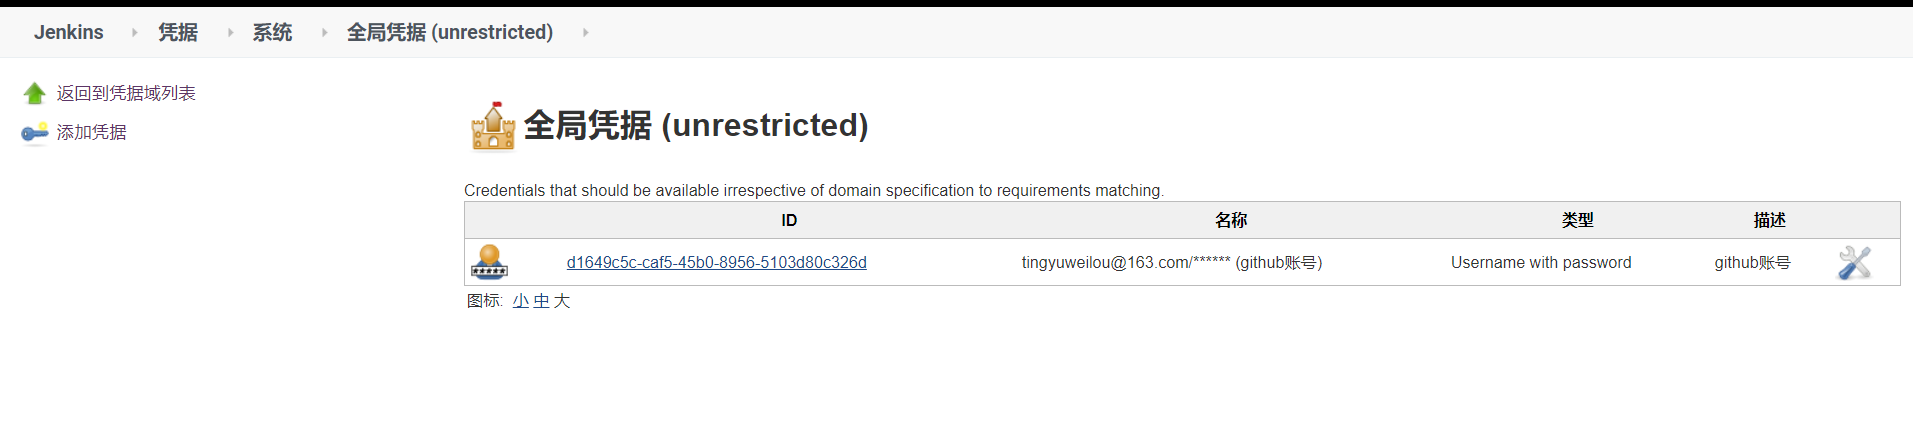 Jenkins 凭据 系统 全局凭据 (unrestricted)
返回到凭据域列表
添加凭据
全局凭据 (unrestricted)
Credentials that should be available irrespective of domain specification to requirements matching.
ID 名称 类型 描述
***** d1649c5c-caf5-45b0-8956-5103d80c326d tingyuweilou@163.com/****** (github账号) Username with password github账号
图标: 小 中 大